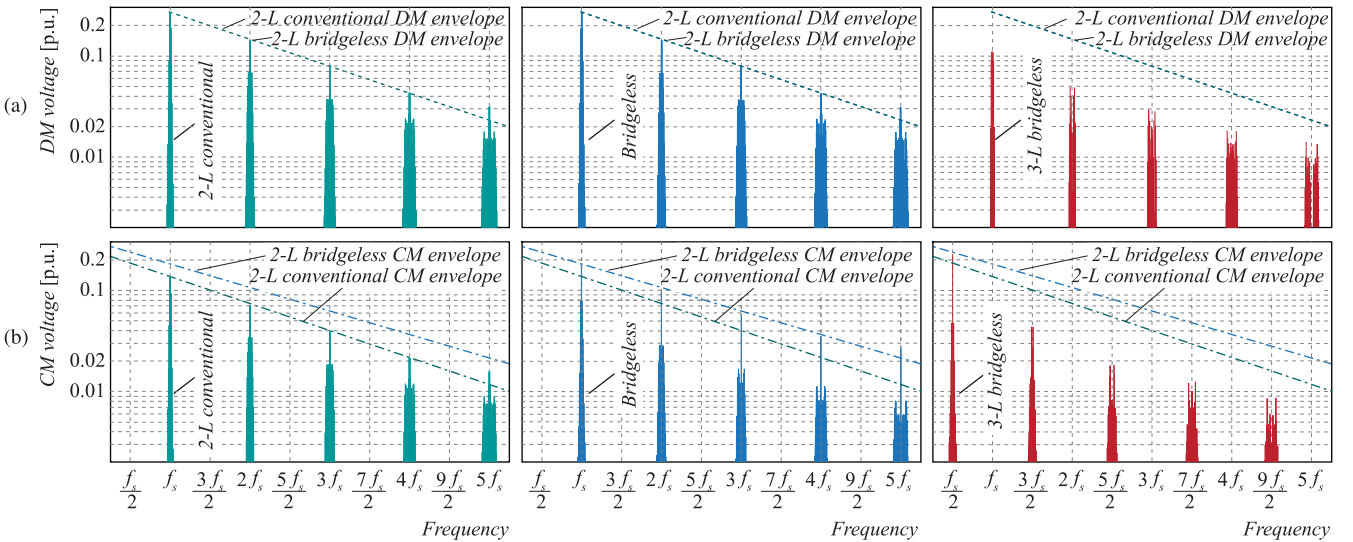 (a)
DM voltage [p.u.]
0.2
0.1
0.02
0.01
2-L conventional DM envelope
2-L bridgeless DM envelope
2-L conventional
2-L conventional DM envelope
2-L bridgeless DM envelope
Bridgeless
2-L conventional DM envelope
2-L bridgeless DM envelope
3-L bridgeless
(b)
CM voltage [p.u.]
0.2
0.1
0.02
0.01
2-L bridgeless CM envelope
2-L conventional CM envelope
2-L conventional
2-L bridgeless CM envelope
2-L conventional CM envelope
Bridgeless
2-L bridgeless CM envelope
2-L conventional CM envelope
3-L bridgeless
f_s/2 f_s 3f_s/2 2f_s 5f_s/2 3f_s 7f_s/2 4f_s 9f_s/2 5f_s
Frequency
f_s/2 f_s 3f_s/2 2f_s 5f_s/2 3f_s 7f_s/2 4f_s 9f_s/2 5f_s
Frequency
f_s/2 f_s 3f_s/2 2f_s 5f_s/2 3f_s 7f_s/2 4f_s 9f_s/2 5f_s
Frequency